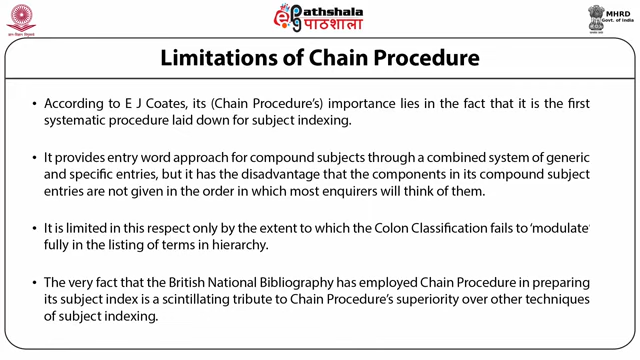 ePathshala
पाठशाला
MHRD
Govt. of India
Limitations of Chain Procedure
• According to E J Coates, its (Chain Procedure's) importance lies in the fact that it is the first
systematic procedure laid down for subject indexing.
• It provides entry word approach for compound subjects through a combined system of generic
and specific entries, but it has the disadvantage that the components in its compound subject
entries are not given in the order in which most enquirers will think of them.
• It is limited in this respect only by the extent to which the Colon Classification fails to 'modulate'
fully in the listing of terms in hierarchy.
• The very fact that the British National Bibliography has employed Chain Procedure in preparing
its subject index is a scintillating tribute to Chain Procedure's superiority over other techniques
of subject indexing.